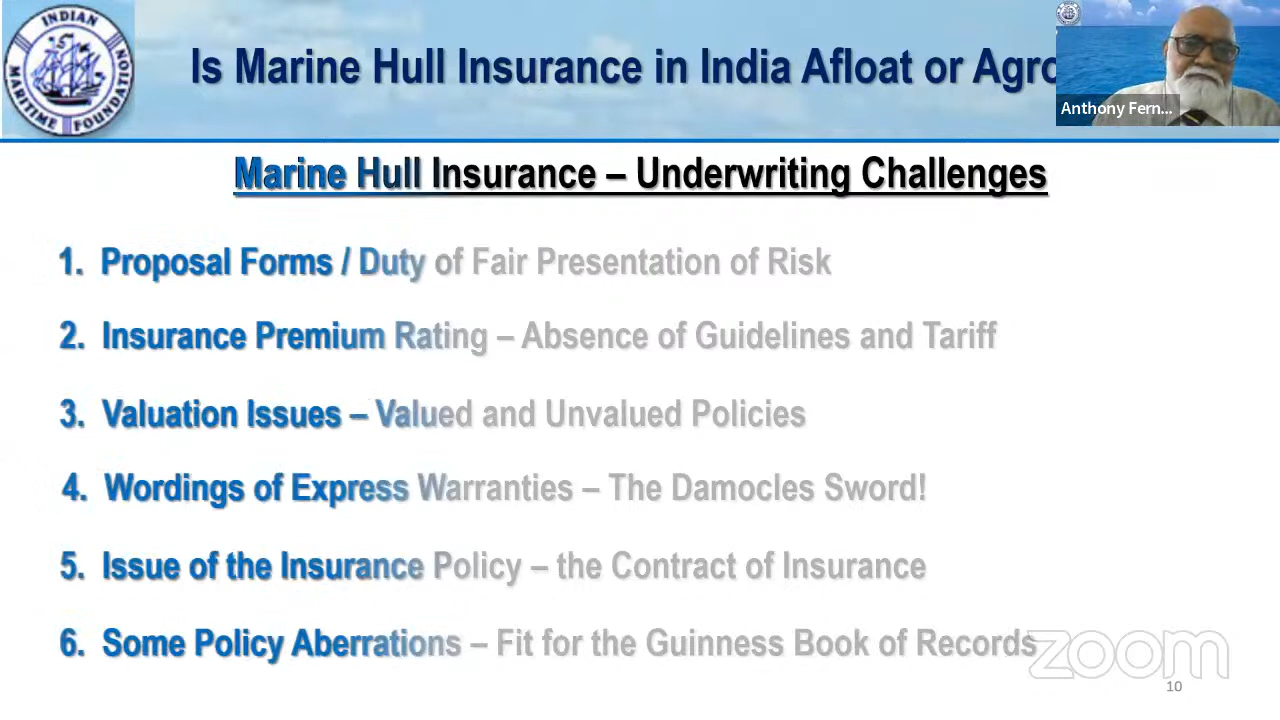 INDIAN MARITIME FOUNDATION
Is Marine Hull Insurance in India Afloat or Agro
Anthony Fern...
Marine Hull Insurance – Underwriting Challenges
1. Proposal Forms / Duty of Fair Presentation of Risk
2. Insurance Premium Rating – Absence of Guidelines and Tariff
3. Valuation Issues – Valued and Unvalued Policies
4. Wordings of Express Warranties – The Damocles Sword!
5. Issue of the Insurance Policy – the Contract of Insurance
6. Some Policy Aberrations – Fit for the Guinness Book of Records
zoom
10